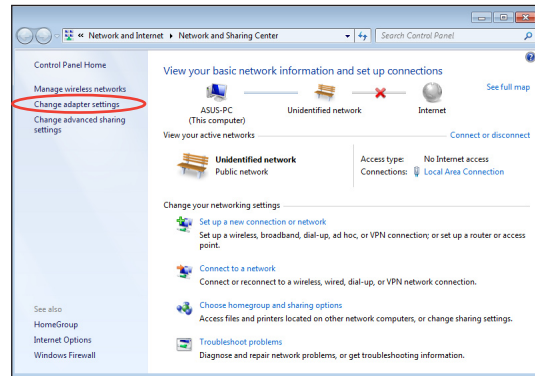 « Network and Internet ▸ Network and Sharing Center
Search Control Panel
Control Panel Home
Manage wireless networks
Change adapter settings
Change advanced sharing
settings
See also
HomeGroup
Internet Options
Windows Firewall
View your basic network information and set up connections
See full map
ASUS-PC
(This computer)
Unidentified network
Internet
View your active networks
Connect or disconnect
Unidentified network
Public network
Access type: No Internet access
Connections: Local Area Connection
Change your networking settings
Set up a new connection or network
Set up a wireless, broadband, dial-up, ad hoc, or VPN connection; or set up a router or access
point.
Connect to a network
Connect or reconnect to a wireless, wired, dial-up, or VPN network connection.
Choose homegroup and sharing options
Access files and printers located on other network computers, or change sharing settings.
Troubleshoot problems
Diagnose and repair network problems, or get troubleshooting information.